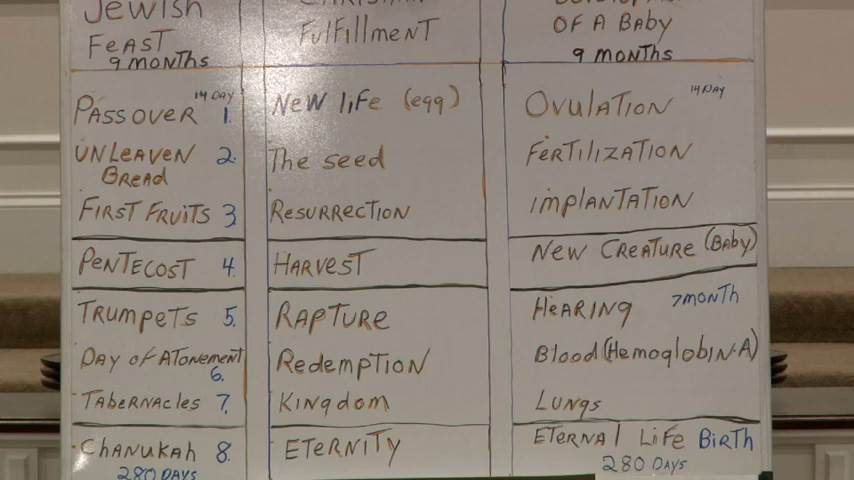 Jewish
Feast
9 months
Fulfillment
OF A BABY
9 months
Passover 14 DAY 1.
New life (egg)
Ovulation 14 Day
Unleaven 2.
Bread
The seed
Fertilization
First Fruits 3.
Resurrection
implantation
Pentecost 4.
Harvest
New Creature (Baby)
Trumpets 5.
Rapture
Hearing 7 month
Day of Atonement
6.
Redemption
Blood (Hemoglobin-A)
Tabernacles 7.
Kingdom
Lungs
Chanukah 8.
280 DAYS
Eternity
Eternal Life Birth
280 DAYS